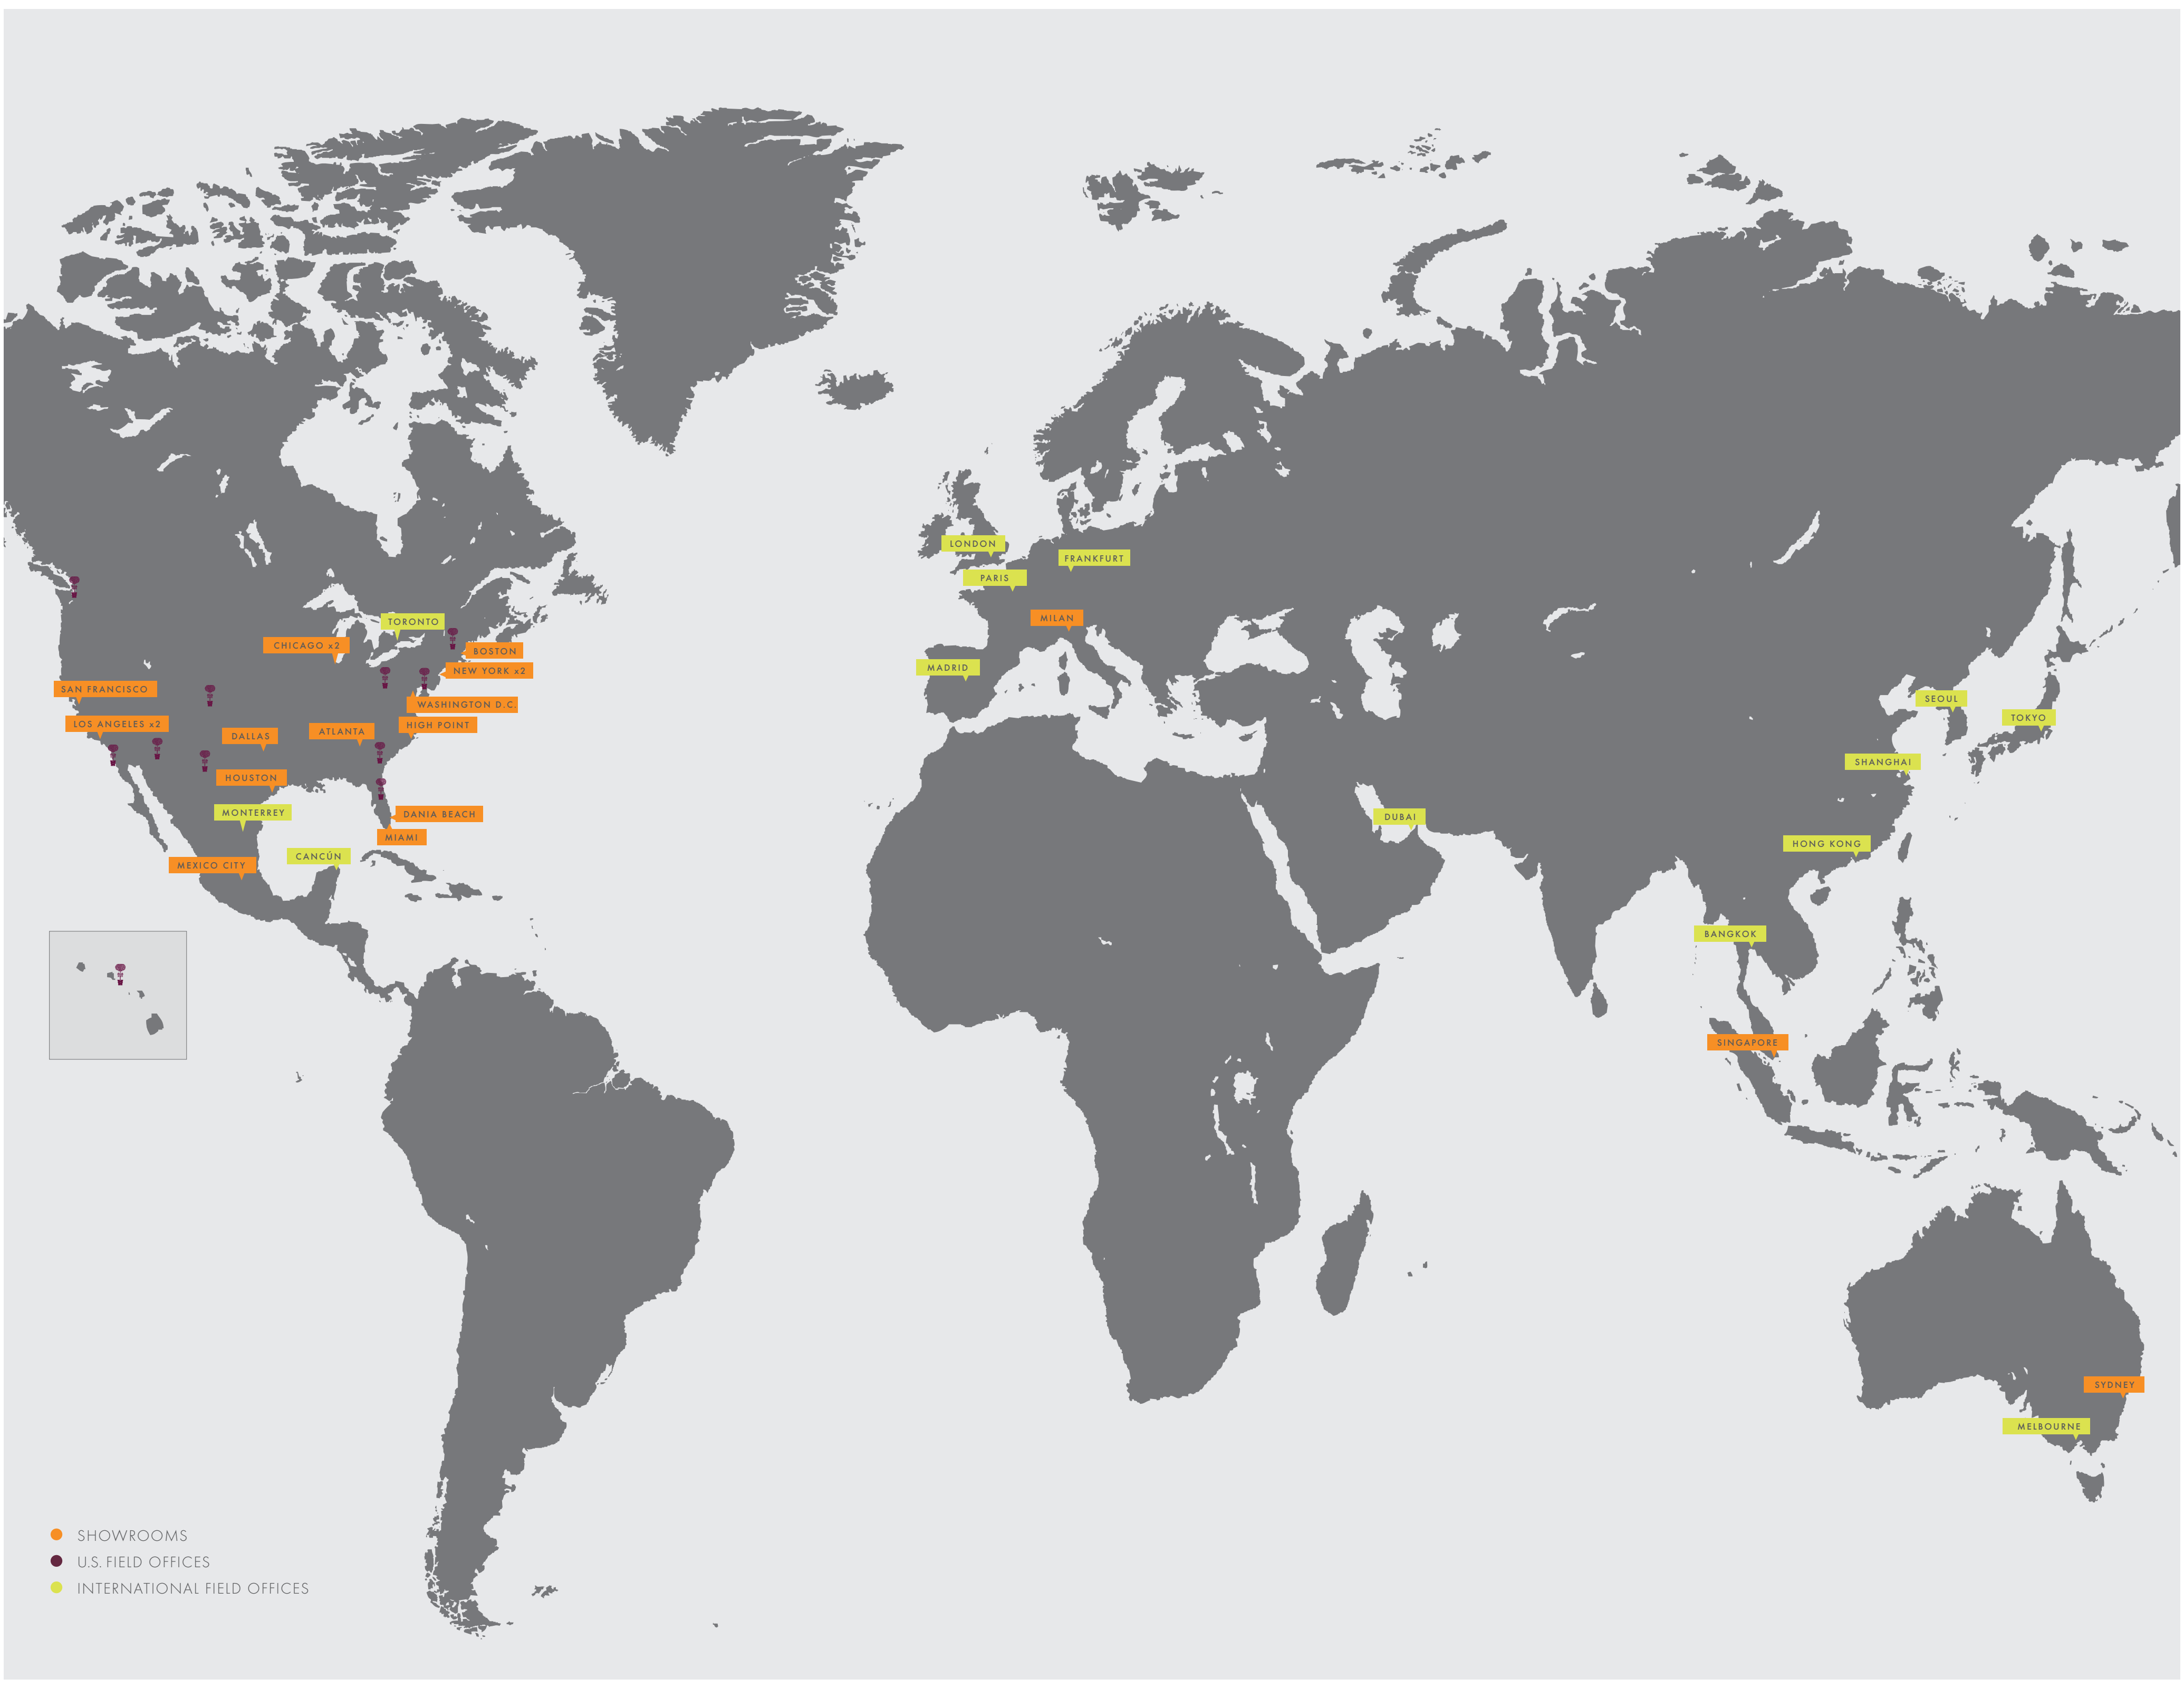 LONDON
FRANKFURT
PARIS
MILAN
TORONTO
CHICAGO x2
BOSTON
MADRID
NEW YORK x2
SAN FRANCISCO
SEOUL
WASHINGTON D.C.
TOKYO
LOS ANGELES x2
HIGH POINT
ATLANTA
DALLAS
SHANGHAI
HOUSTON
MONTERREY
DANIA BEACH
DUBAI
MIAMI
HONG KONG
CANCÚN
MEXICO CITY
BANGKOK
SINGAPORE
SYDNEY
MELBOURNE
SHOWROOMS
U.S. FIELD OFFICES
INTERNATIONAL FIELD OFFICES